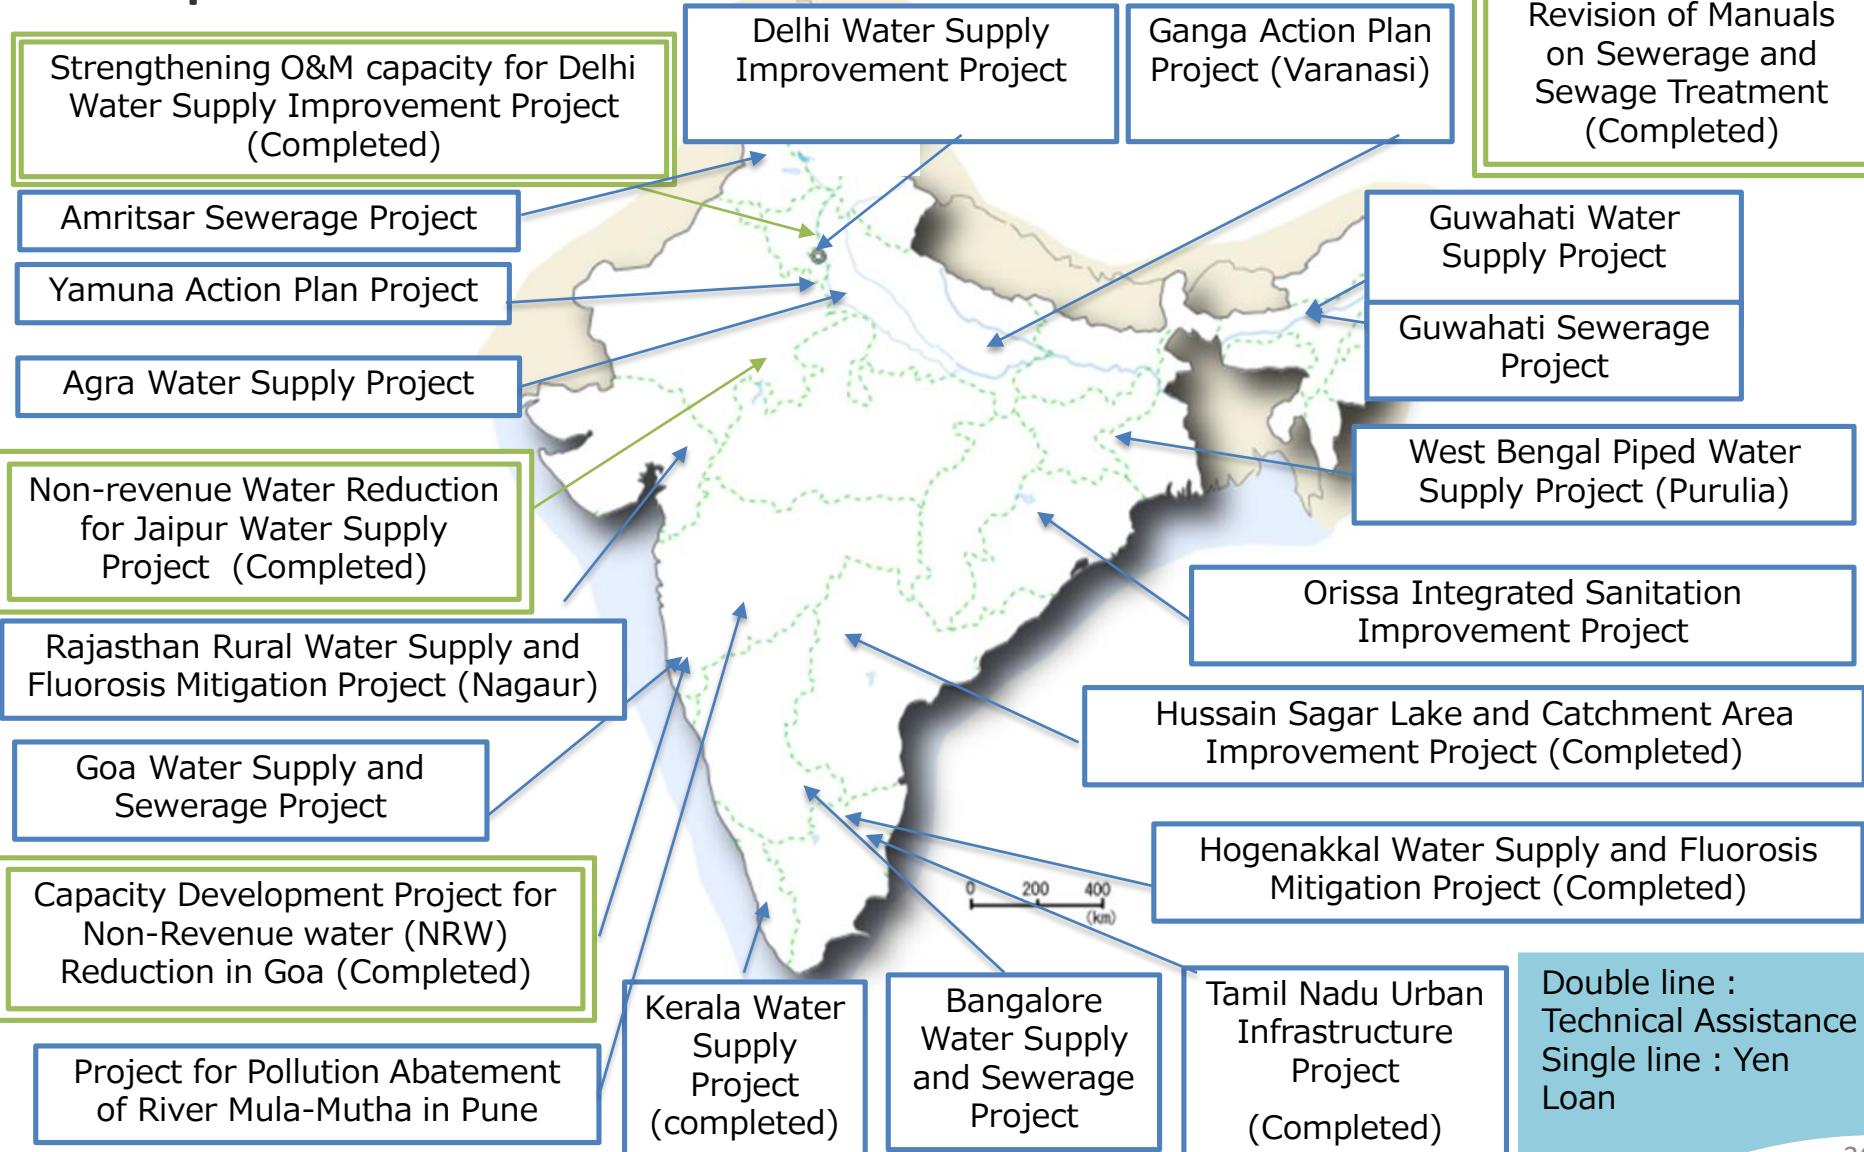 Delhi Water Supply
Improvement Project
Ganga Action Plan
Project (Varanasi)
Revision of Manuals
on Sewerage and
Sewage Treatment
(Completed)
Strengthening O&M capacity for Delhi
Water Supply Improvement Project
(Completed)
Amritsar Sewerage Project
Yamuna Action Plan Project
Agra Water Supply Project
Guwahati Water
Supply Project
Guwahati Sewerage
Project
Non-revenue Water Reduction
for Jaipur Water Supply
Project (Completed)
West Bengal Piped Water
Supply Project (Purulia)
Orissa Integrated Sanitation
Improvement Project
Rajasthan Rural Water Supply and
Fluorosis Mitigation Project (Nagaur)
Hussain Sagar Lake and Catchment Area
Improvement Project (Completed)
Goa Water Supply and
Sewerage Project
Hogenakkal Water Supply and Fluorosis
Mitigation Project (Completed)
Capacity Development Project for
Non-Revenue water (NRW)
Reduction in Goa (Completed)
0 200 400
(km)
Project for Pollution Abatement
of River Mula-Mutha in Pune
Kerala Water
Supply
Project
(completed)
Bangalore
Water Supply
and Sewerage
Project
Tamil Nadu Urban
Infrastructure
Project
(Completed)
Double line :
Technical Assistance
Single line : Yen
Loan